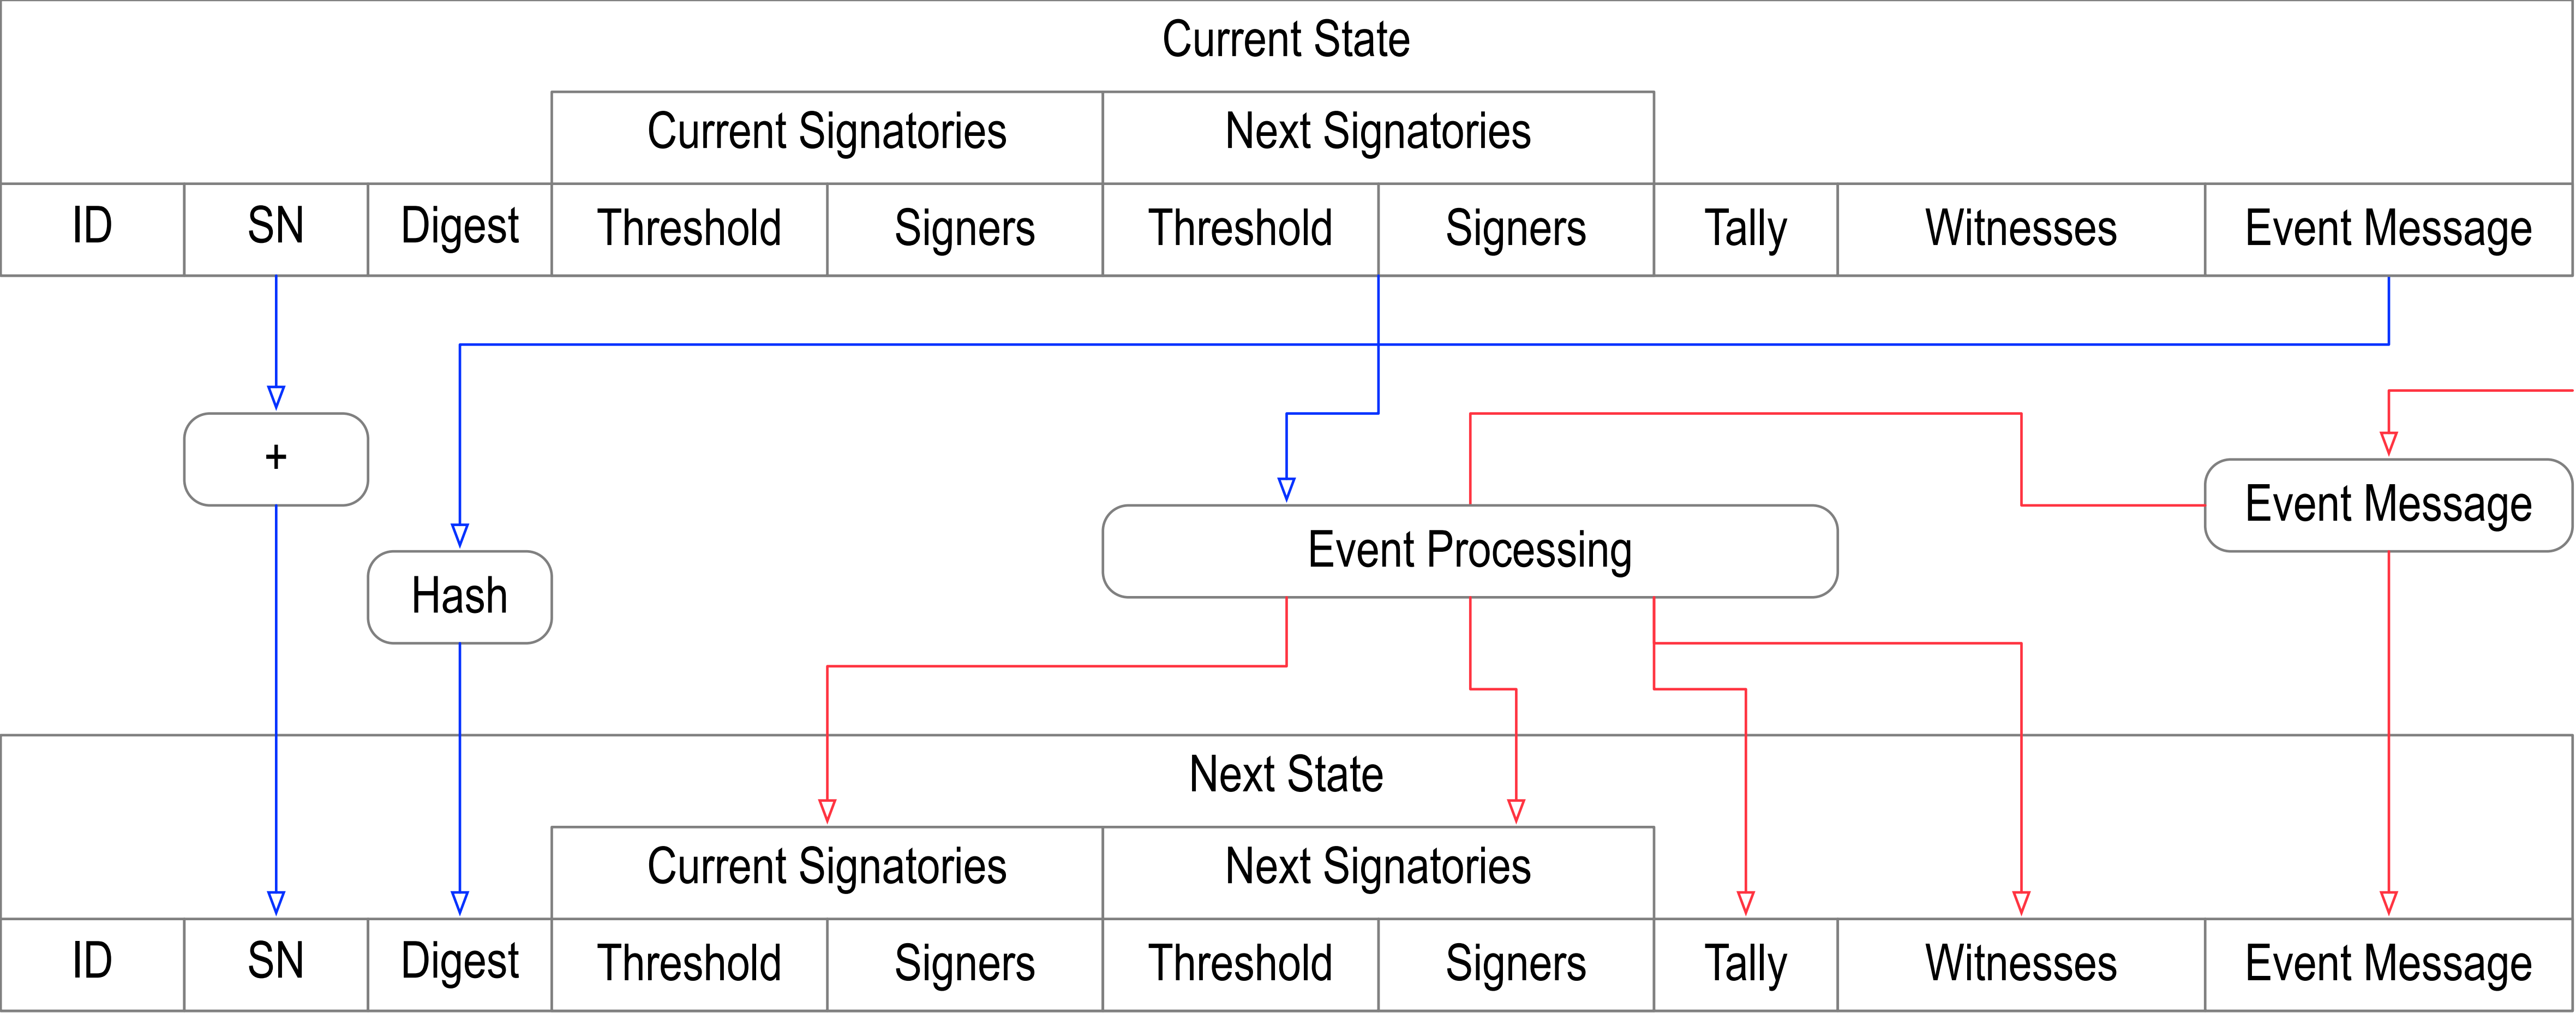 Current State
Current Signatories Next Signatories
ID SN Digest Threshold Signers Threshold Signers Tally Witnesses Event Message
+
Event Message
Event Processing
Hash
Next State
Current Signatories Next Signatories
ID SN Digest Threshold Signers Threshold Signers Tally Witnesses Event Message